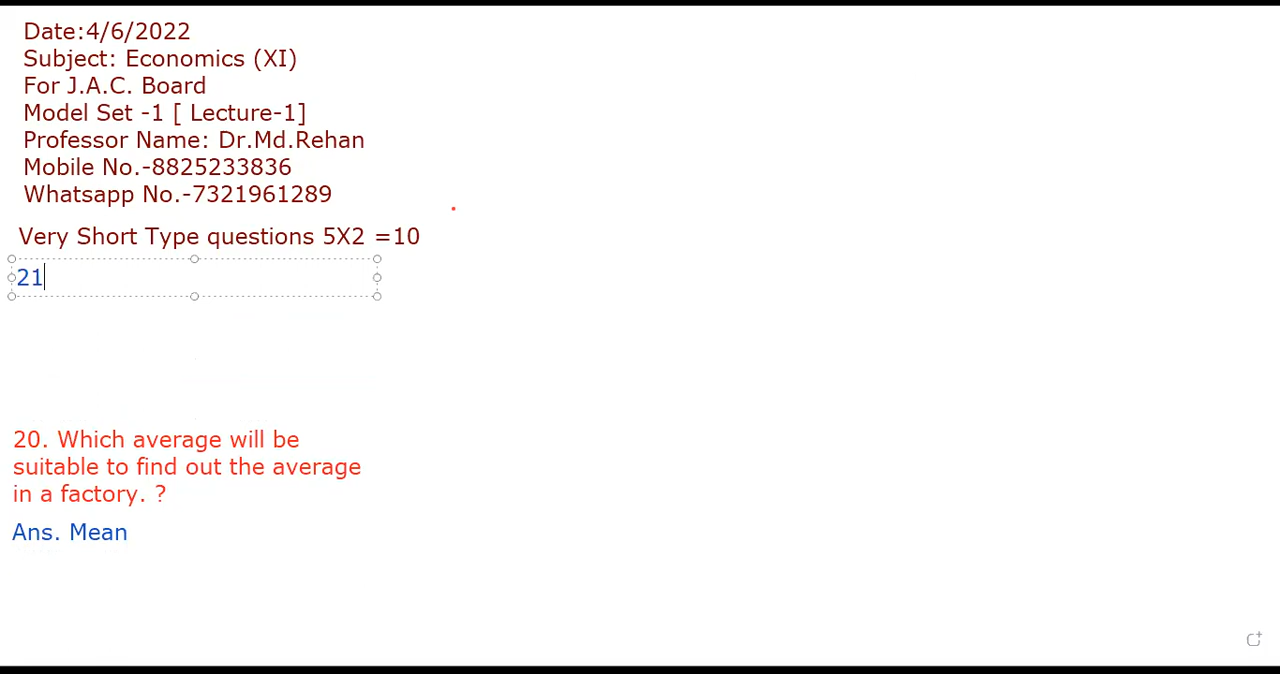 Date:4/6/2022
Subject: Economics (XI)
For J.A.C. Board
Model Set -1 [ Lecture-1]
Professor Name: Dr.Md.Rehan
Mobile No.-8825233836
Whatsapp No.-7321961289
Very Short Type questions 5X2 =10
21
20. Which average will be
suitable to find out the average
in a factory. ?
Ans. Mean